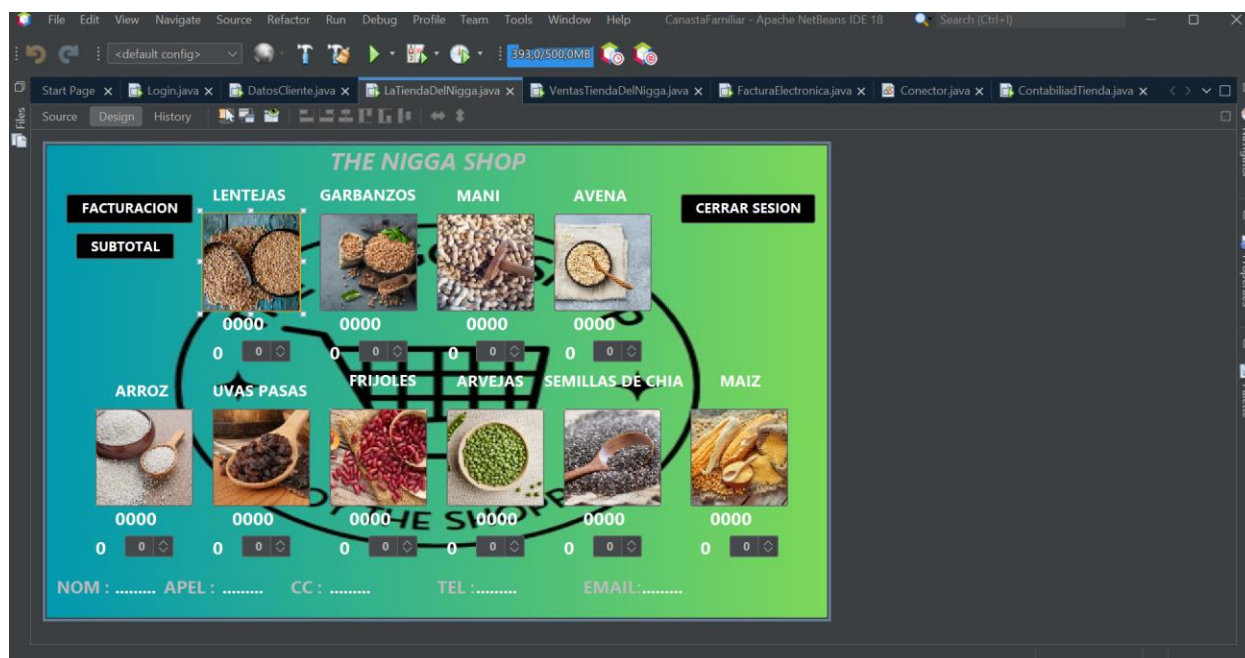 File Edit View Navigate Source Refactor Run Debug Profile Team Tools Window Help CanastaFamiliar - Apache NetBeans IDE 18 Search (Ctrl+I)
<default config> 393,0/500,0MB
Start Page Login.java DatosCliente.java LaTiendaDelNigga.java VentasTiendaDelNigga.java FacturaElectronica.java Conector.java ContabiliadTienda.java
Files
Source Design History
THE NIGGA SHOP
FACTURACION LENTEJAS GARBANZOS MANI AVENA CERRAR SESION
SUBTOTAL
0000 0000 0000 0000
0 0 0 0 0 0 0 0
ARROZ UVAS PASAS FRIJOLES ARVEJAS SEMILLAS DE CHIA MAIZ
THE SHOP
0000 0000 0000 0000 0000 0000
0 0 0 0 0 0 0 0 0 0 0 0
NOM : ......... APEL : ......... CC : ......... TEL :......... EMAIL:.........